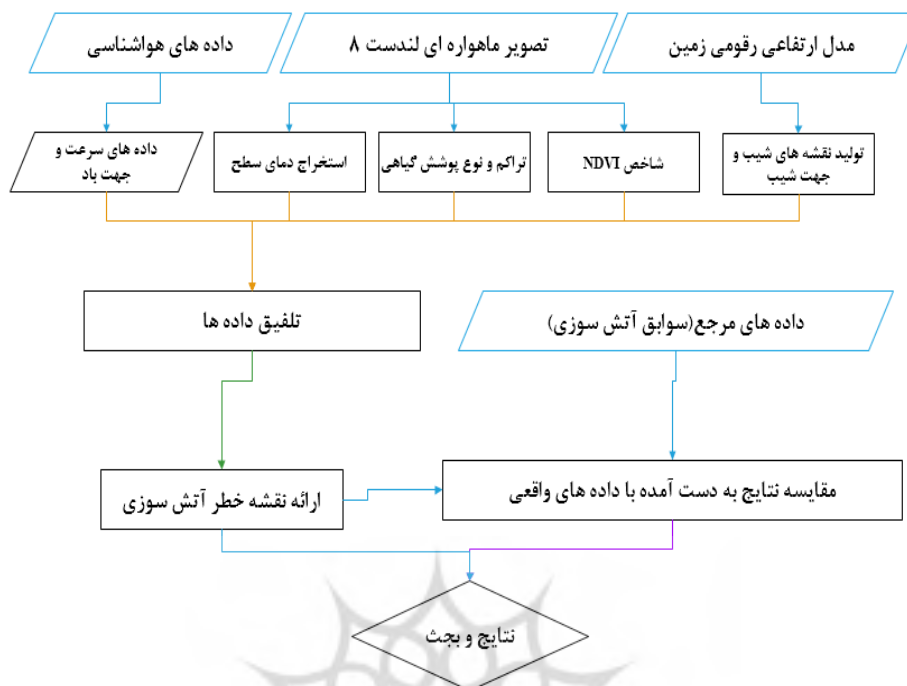 مدل ارتفاعی رقومی زمین
تصویر ماهواره ای لندست ۸
داده های هواشناسی
تولید نقشه های شیب و
جهت شیب
شاخص NDVI
تراکم و نوع پوشش گیاهی
استخراج دمای سطح
داده های سرعت و
جهت باد
تلفیق داده ها
داده های مرجع(سوابق آتش سوزی)
ارائه نقشه خطر آتش سوزی
مقایسه نتایج به دست آمده با داده های واقعی
نتایج و بجث